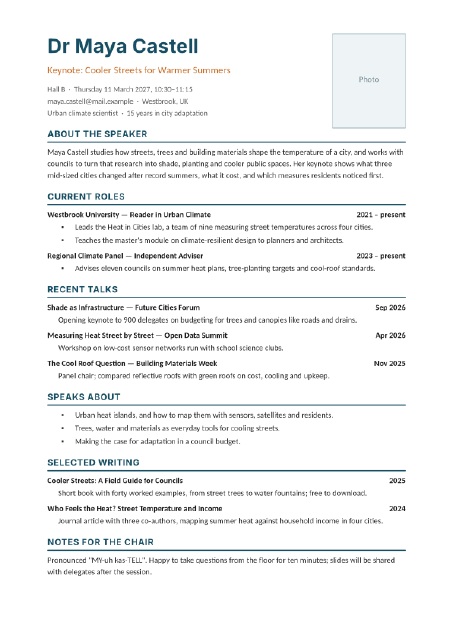 Dr Maya Castell
Keynote: Cooler Streets for Warmer Summers
Hall B · Thursday 11 March 2027, 10:30–11:15
maya.castell@mail.example · Westbrook, UK
Urban climate scientist · 15 years in city adaptation
Photo
ABOUT THE SPEAKER
Maya Castell studies how streets, trees and building materials shape the temperature of a city, and works with
councils to turn that research into shade, planting and cooler public spaces. Her keynote shows what three
mid-sized cities changed after record summers, what it cost, and which measures residents noticed first.
CURRENT ROLES
Westbrook University — Reader in Urban Climate 2021 – present
• Leads the Heat in Cities lab, a team of nine measuring street temperatures across four cities.
• Teaches the master's module on climate-resilient design to planners and architects.
Regional Climate Panel — Independent Adviser 2023 – present
• Advises eleven councils on summer heat plans, tree-planting targets and cool-roof standards.
RECENT TALKS
Shade as Infrastructure — Future Cities Forum Sep 2026
Opening keynote to 900 delegates on budgeting for trees and canopies like roads and drains.
Measuring Heat Street by Street — Open Data Summit Apr 2026
Workshop on low-cost sensor networks run with school science clubs.
The Cool Roof Question — Building Materials Week Nov 2025
Panel chair; compared reflective roofs with green roofs on cost, cooling and upkeep.
SPEAKS ABOUT
• Urban heat islands, and how to map them with sensors, satellites and residents.
• Trees, water and materials as everyday tools for cooling streets.
• Making the case for adaptation in a council budget.
SELECTED WRITING
Cooler Streets: A Field Guide for Councils 2025
Short book with forty worked examples, from street trees to water fountains; free to download.
Who Feels the Heat? Street Temperature and Income 2024
Journal article with three co-authors, mapping summer heat against household income in four cities.
NOTES FOR THE CHAIR
Pronounced "MY-uh kas-TELL". Happy to take questions from the floor for ten minutes; slides will be shared
with delegates after the session.